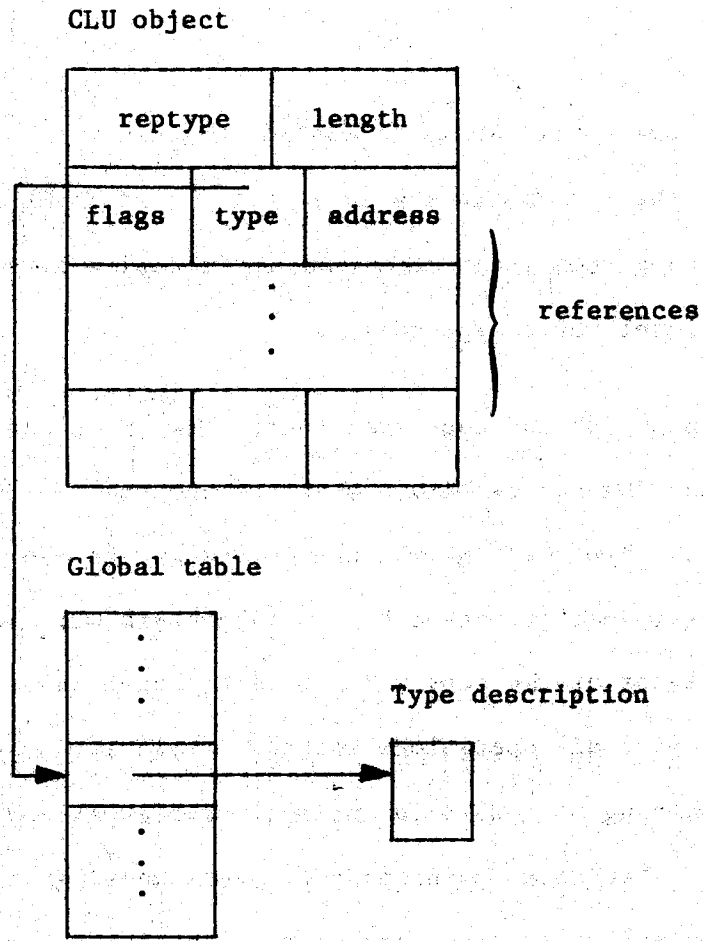 CLU object
reptype length
flags type address
references
Global table
Type description